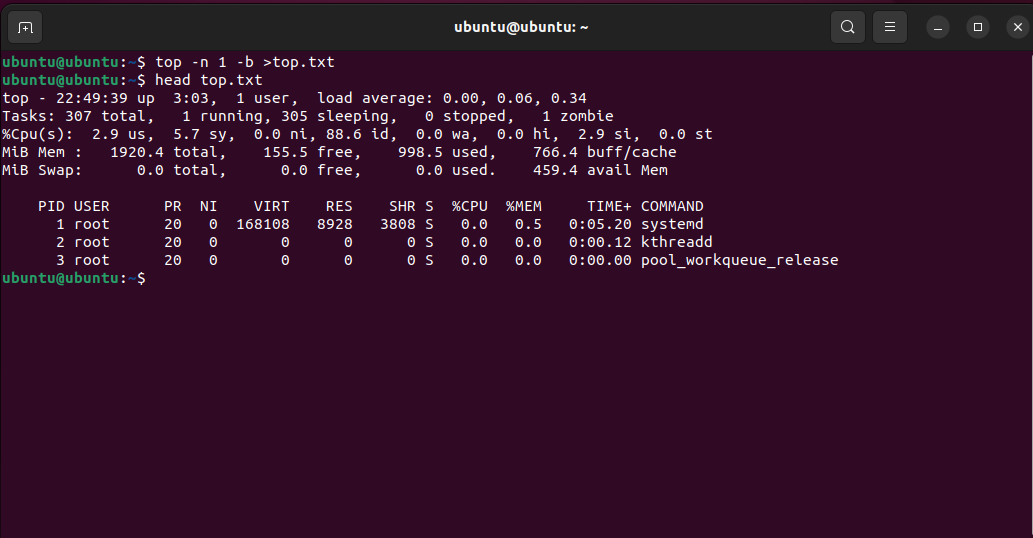 ubuntu@ubuntu: ~
ubuntu@ubuntu:~$ top -n 1 -b >top.txt
ubuntu@ubuntu:~$ head top.txt
top - 22:49:39 up  3:03,  1 user,  load average: 0.00, 0.06, 0.34
Tasks: 307 total,   1 running, 305 sleeping,   0 stopped,   1 zombie
%Cpu(s):  2.9 us,  5.7 sy,  0.0 ni, 88.6 id,  0.0 wa,  0.0 hi,  2.9 si,  0.0 st
MiB Mem :   1920.4 total,    155.5 free,    998.5 used,    766.4 buff/cache
MiB Swap:      0.0 total,      0.0 free,      0.0 used.    459.4 avail Mem
    PID USER      PR  NI    VIRT    RES    SHR S  %CPU  %MEM     TIME+ COMMAND
      1 root      20   0  168108   8928   3808 S   0.0   0.5   0:05.20 systemd
      2 root      20   0       0      0      0 S   0.0   0.0   0:00.12 kthreadd
      3 root      20   0       0      0      0 S   0.0   0.0   0:00.00 pool_workqueue_release
ubuntu@ubuntu:~$